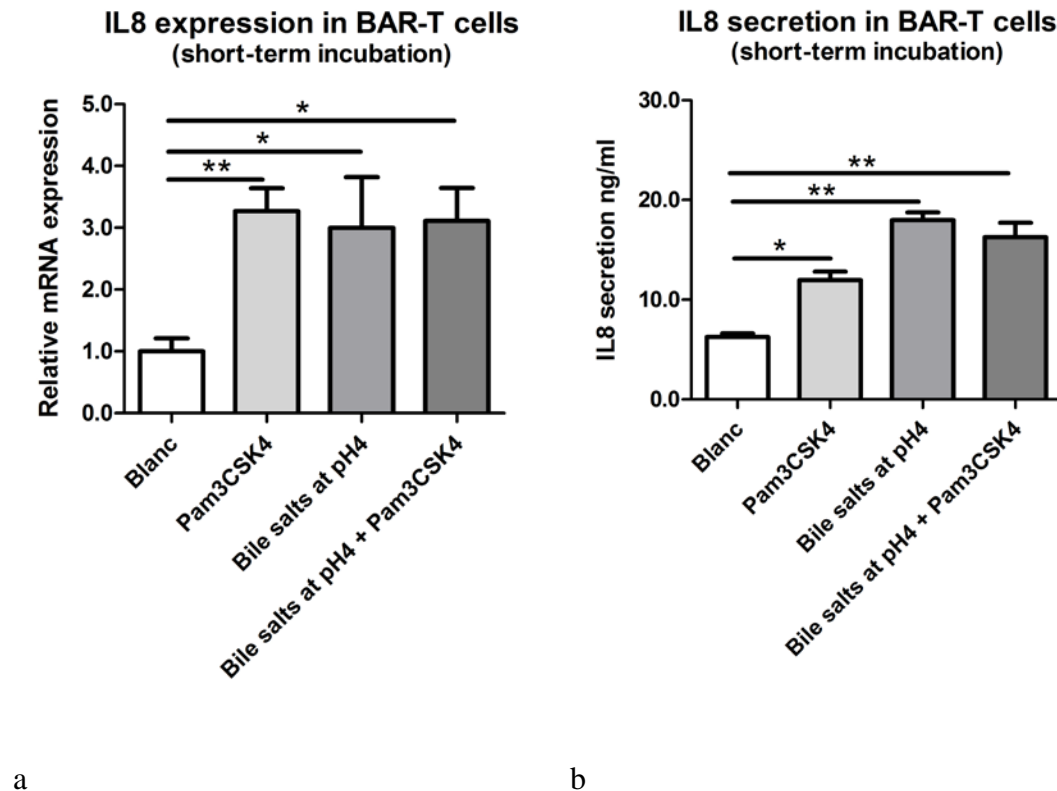 IL8 expression in BAR-T cells
(short-term incubation)
Relative mRNA expression
5.0
4.0
3.0
2.0
1.0
0.0
*
*
**
Blanc
Pam3CSK4
Bile salts at pH4
Bile salts at pH4 + Pam3CSK4
a
IL8 secretion in BAR-T cells
(short-term incubation)
IL8 secretion ng/ml
30.0
20.0
10.0
0.0
**
**
*
Blanc
Pam3CSK4
Bile salts at pH4
Bile salts at pH4 + Pam3CSK4
b